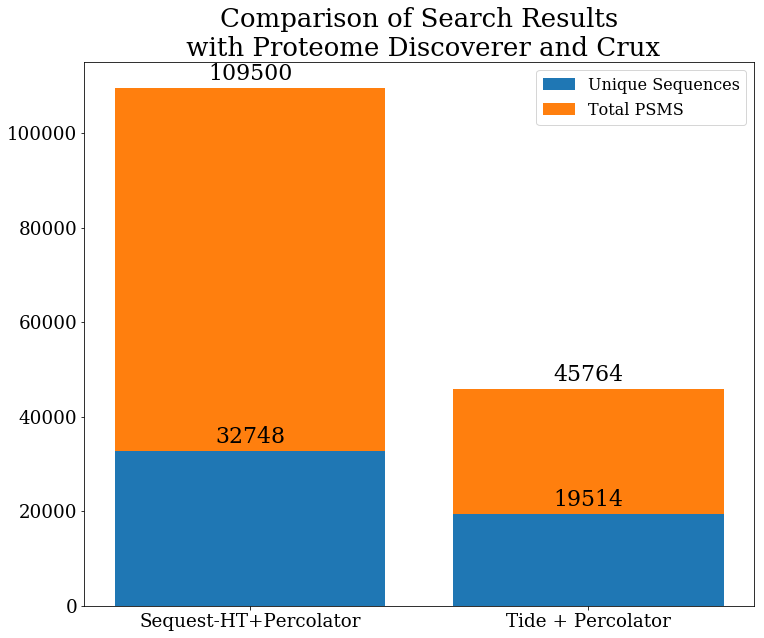 Comparison of Search Results
with Proteome Discoverer and Crux
109500
Unique Sequences
Total PSMS
100000
80000
60000
45764
40000
32748
19514
20000
0
Sequest-HT+Percolator
Tide + Percolator